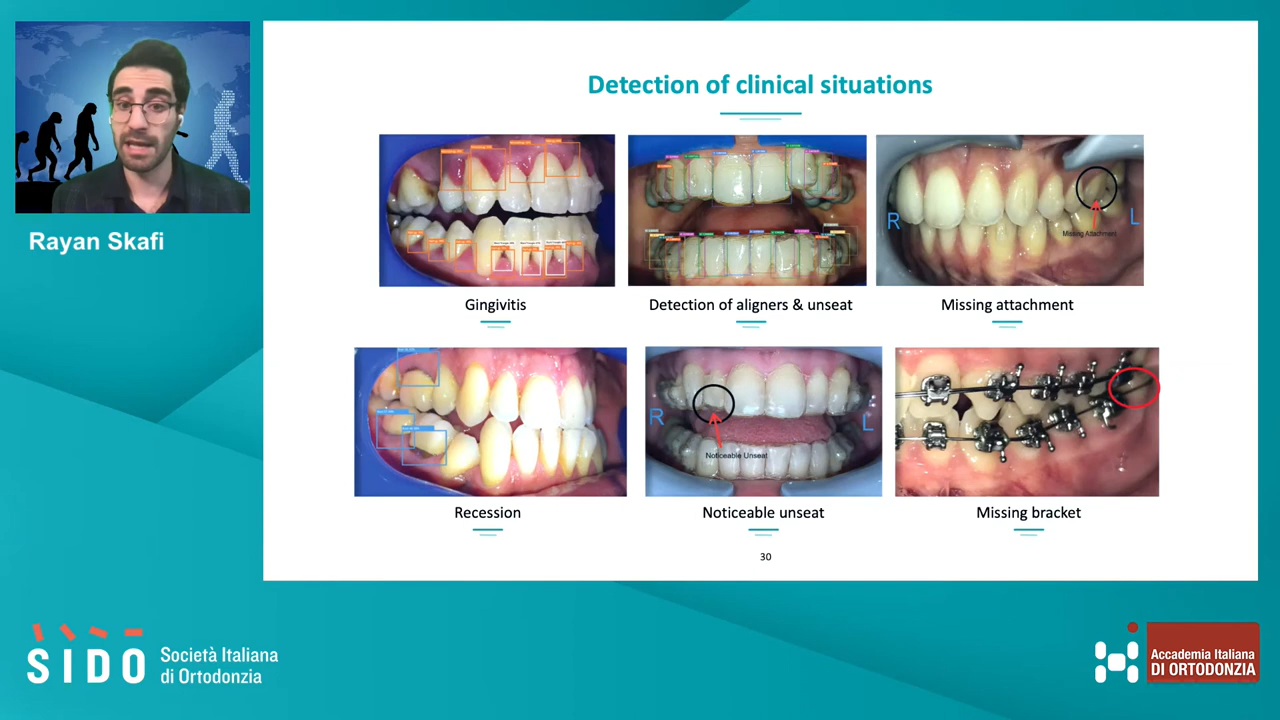 Rayan Skafi
Detection of clinical situations
Gingivitis
Detection of aligners & unseat
R
Missing Attachment
L
Missing attachment
Recession
R
Noticeable Unseat
L
Noticeable unseat
Missing bracket
30
SIDO
Società Italiana
di Ortodonzia
Accademia Italiana
DI ORTODONZIA